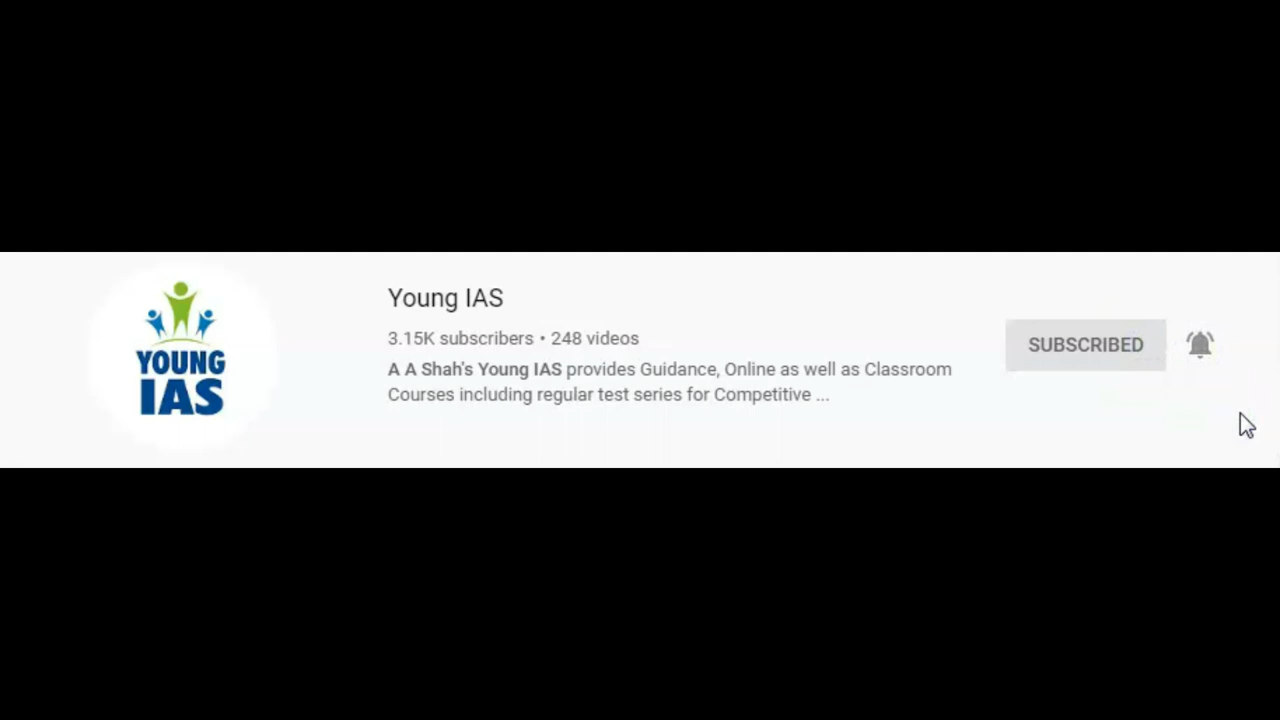 YOUNG
IAS
Young IAS
3.15K subscribers • 248 videos
A A Shah's Young IAS provides Guidance, Online as well as Classroom
Courses including regular test series for Competitive ...
SUBSCRIBED